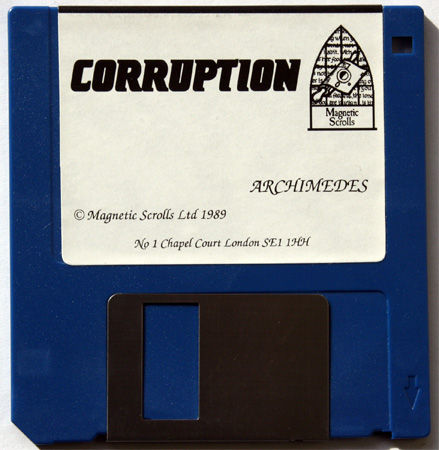 CORRUPTION
Magnetic
Scrolls
ARCHIMEDES
© Magnetic Scrolls Ltd 1989
No 1 Chapel Court London SE1 1HH